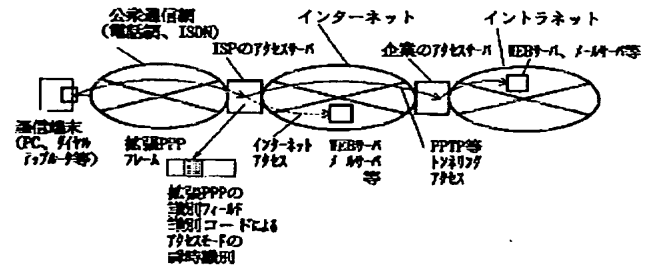 公衆通信網
(電話網、ISDN)
インターネット
イントラネット
ISPのアクセスサーバ
企業のアクセスサーバ
WEBサーバ、メールサーバ等
通信端末
(PC、ダイヤル
アップルータ等)
拡張PPP
フレーム
インターネット
アクセス
WEBサーバ
メールサーバ
等
PPTP等
トンネリング
アクセス
拡張PPPの
識別フィールド
識別コードによる
アクセスモードの
即時識別